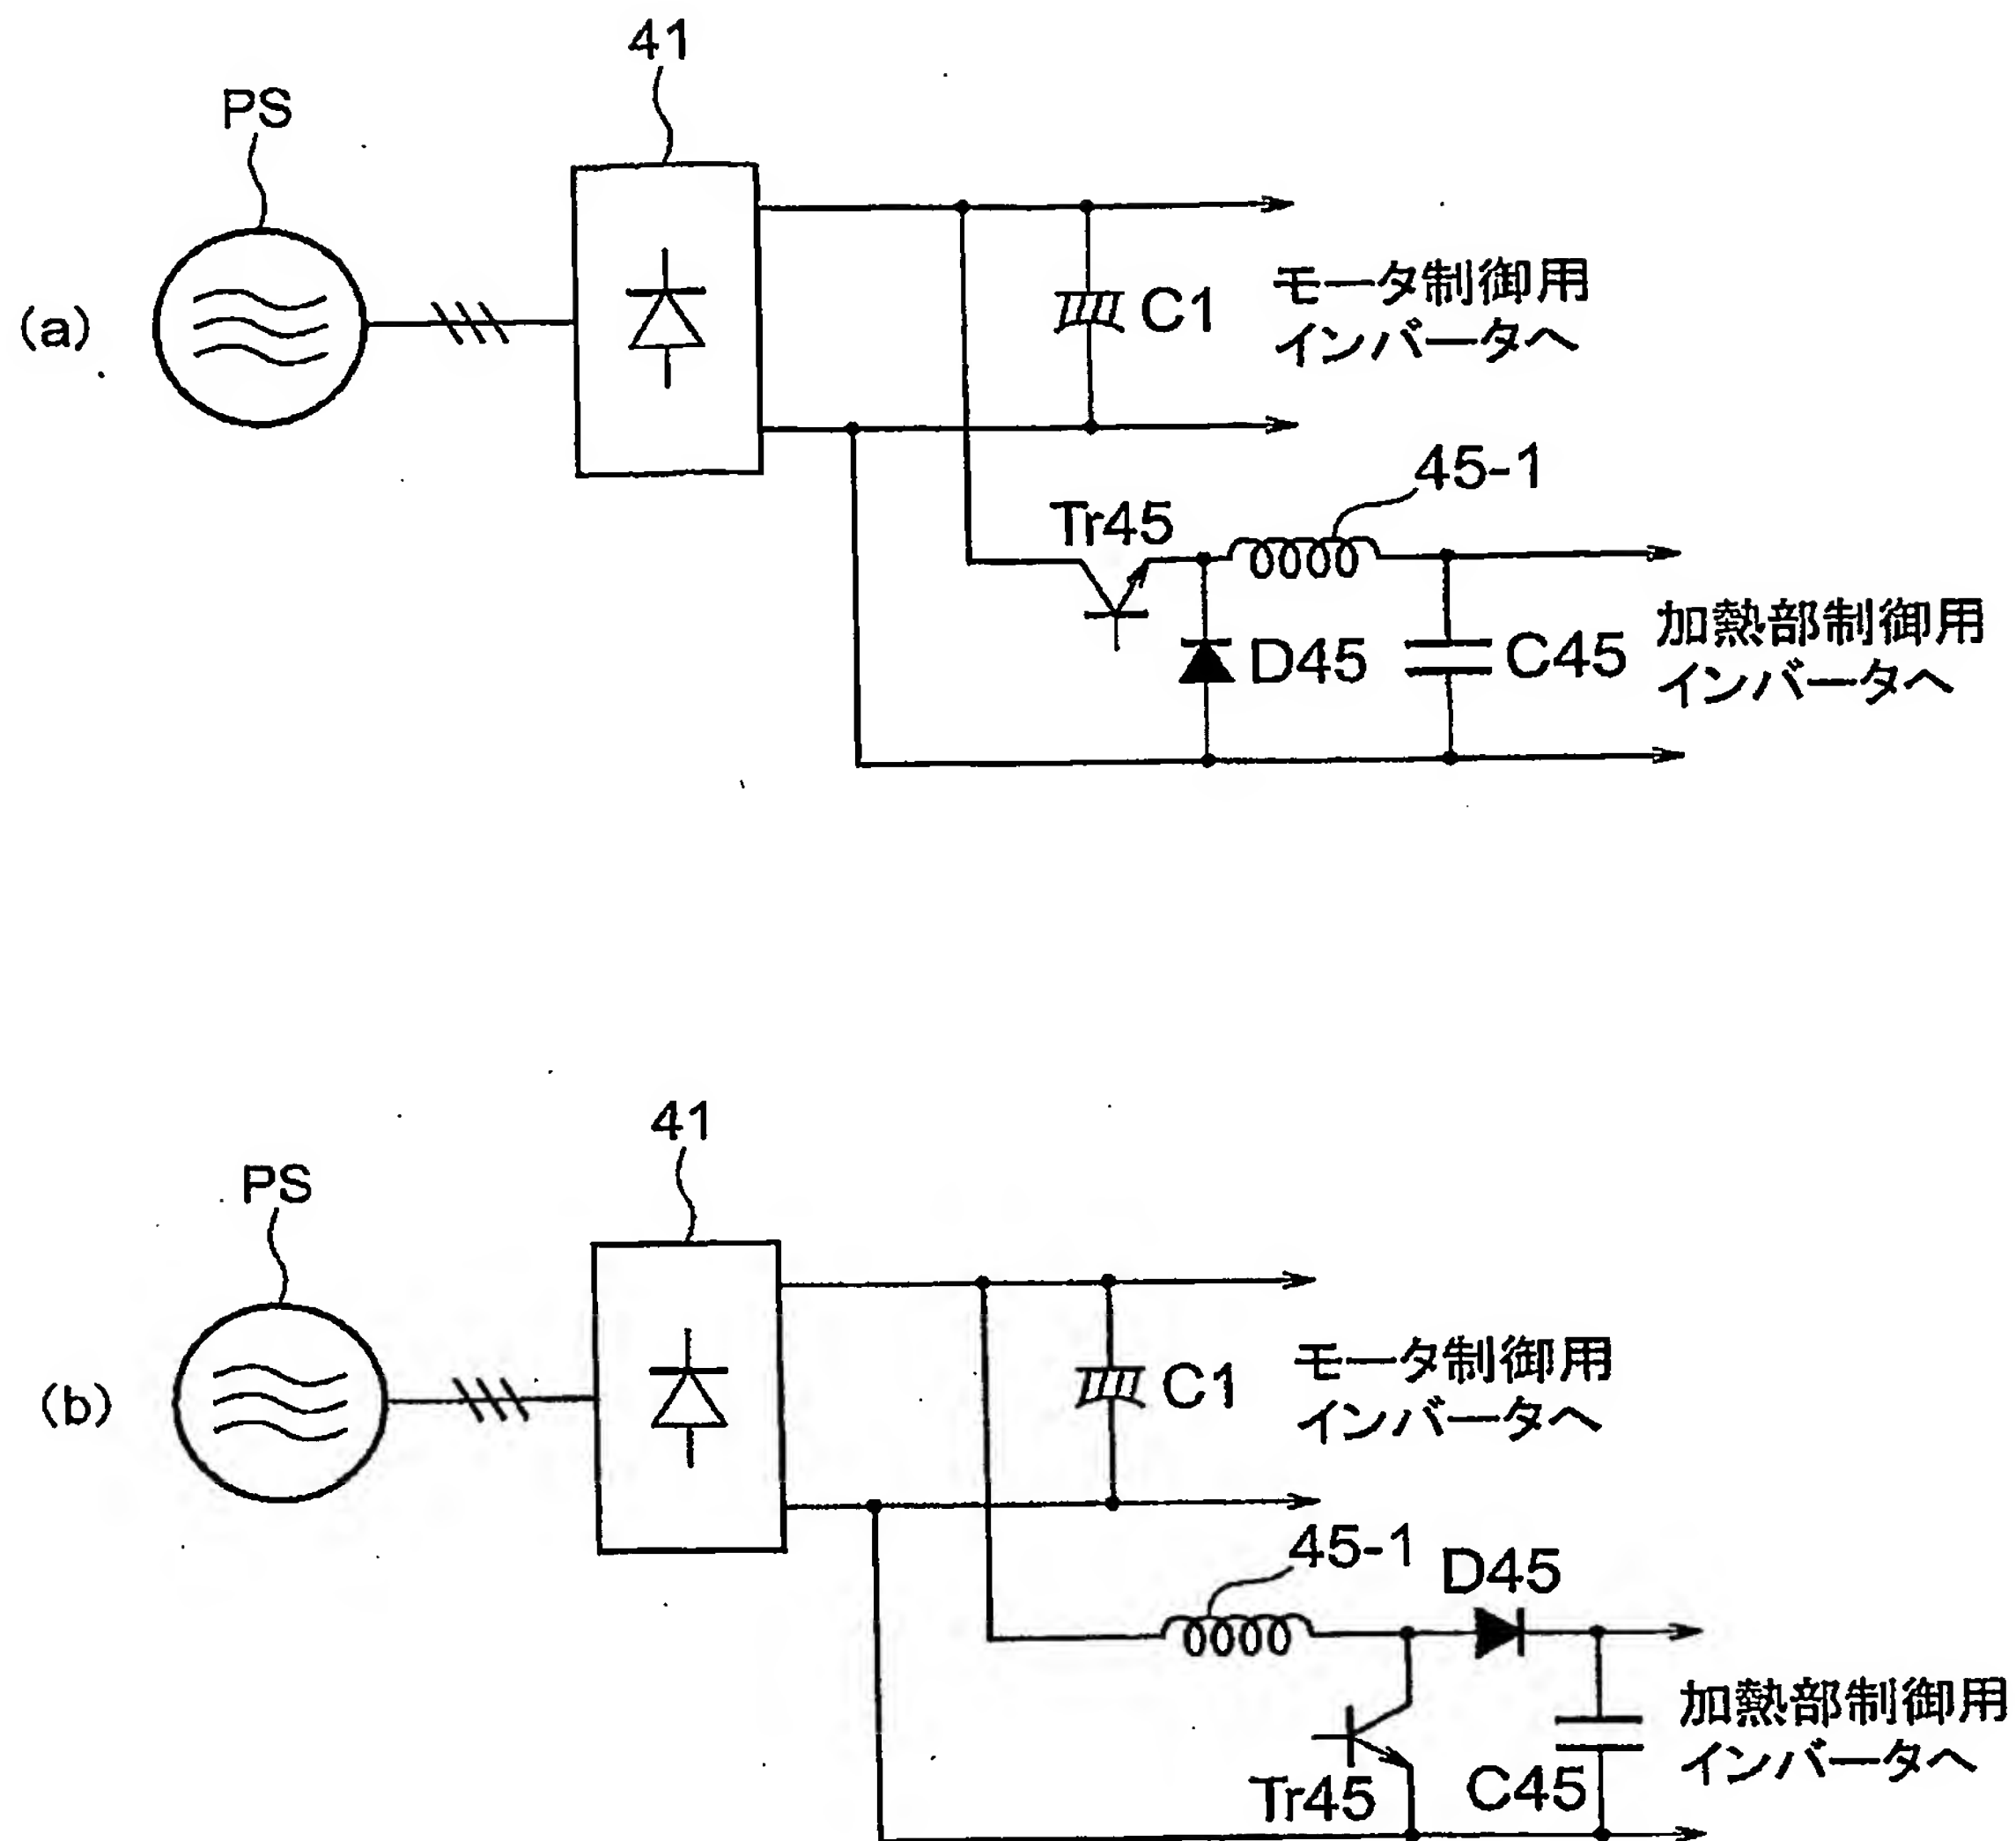 41
PS
(a)
C1
モータ制御用
インバータへ
45-1
Tr45
D45
C45
加熱部制御用
インバータへ
41
PS
(b)
C1
モータ制御用
インバータへ
45-1
D45
Tr45
C45
加熱部制御用
インバータへ